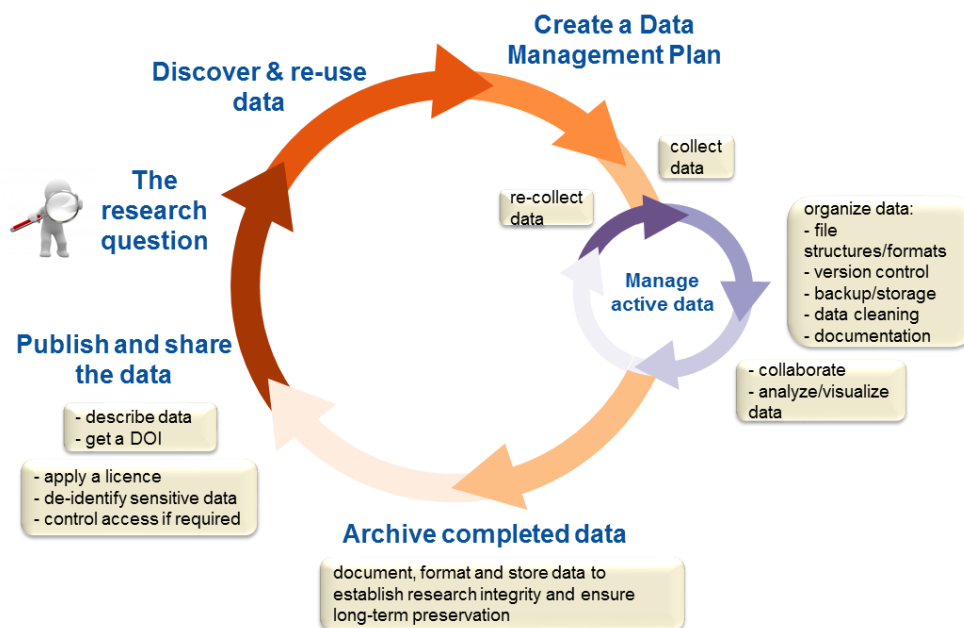 Create a Data
Management Plan
Discover & re-use
data
collect
data
The
research
question
re-collect
data
organize data:
- file
structures/formats
- version control
- backup/storage
- data cleaning
- documentation
Manage
active data
Publish and share
the data
- collaborate
- analyze/visualize
data
- describe data
- get a DOI
- apply a licence
- de-identify sensitive data
- control access if required
Archive completed data
document, format and store data to
establish research integrity and ensure
long-term preservation